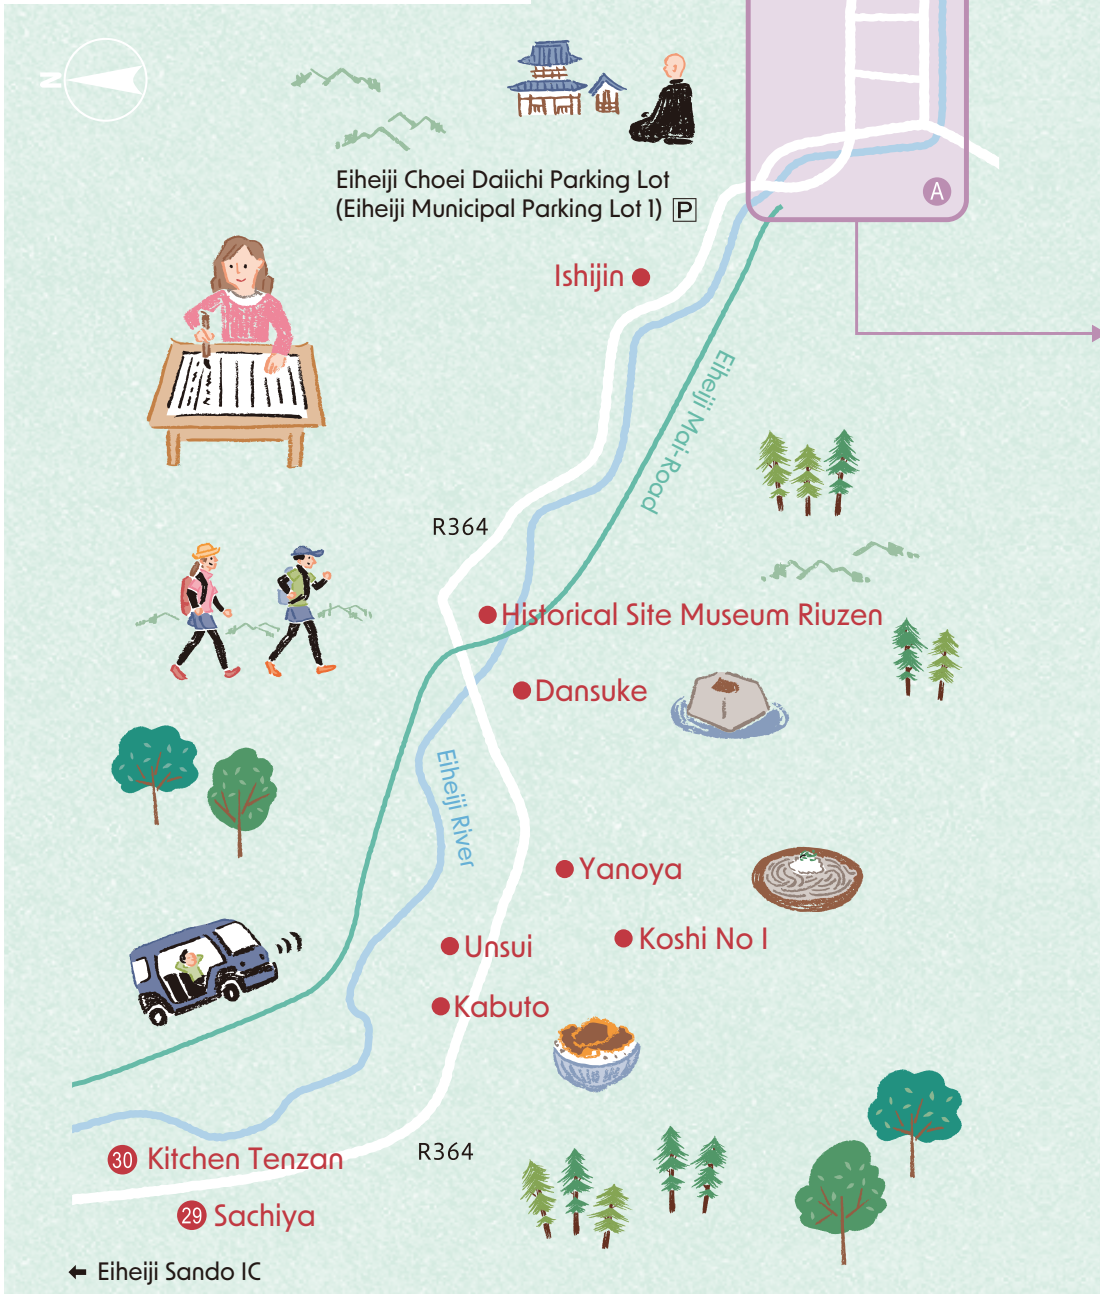 N
Eiheiji Choei Daiichi Parking Lot
(Eiheiji Municipal Parking Lot 1) P
A
Ishijin
Eiheiji Mai-Road
R364
Historical Site Museum Riuzen
Dansuke
Eiheiji River
Yanoya
Unsui
Koshi No I
Kabuto
R364
30 Kitchen Tenzan
29 Sachiya
← Eiheiji Sando IC